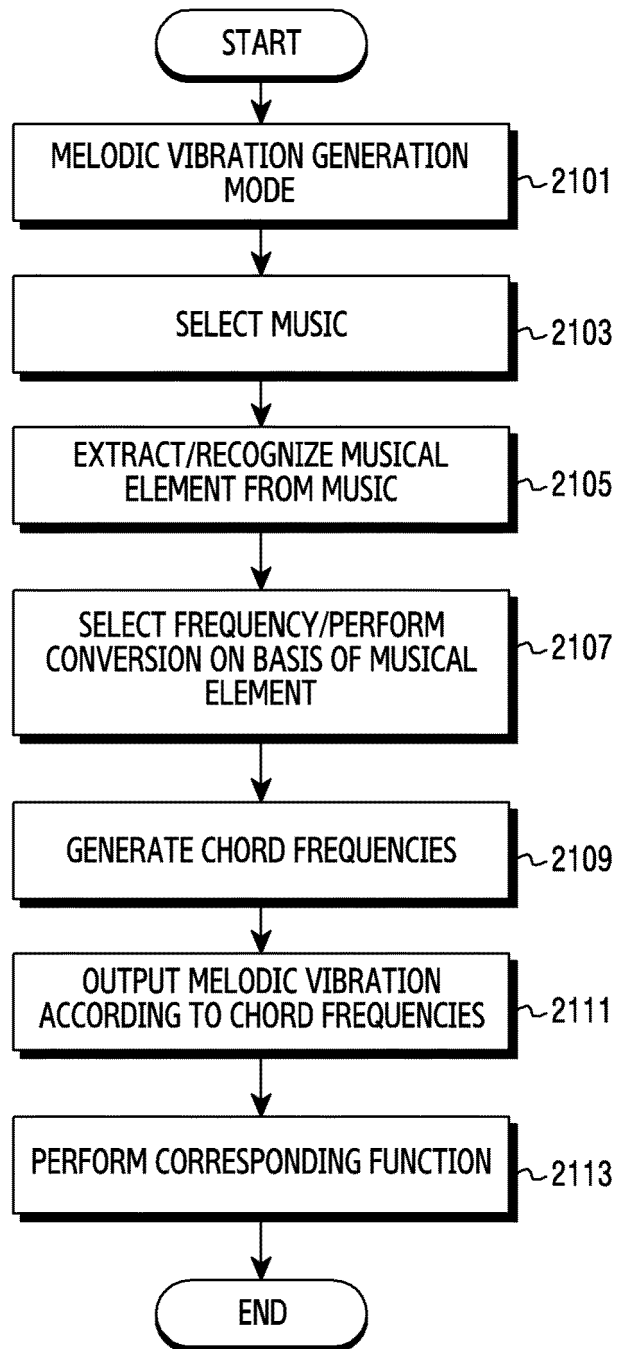 START
MELODIC VIBRATION GENERATION
MODE
2101
SELECT MUSIC
2103
EXTRACT/RECOGNIZE MUSICAL
ELEMENT FROM MUSIC
2105
SELECT FREQUENCY/PERFORM
CONVERSION ON BASIS OF MUSICAL
ELEMENT
2107
GENERATE CHORD FREQUENCIES
2109
OUTPUT MELODIC VIBRATION
ACCORDING TO CHORD FREQUENCIES
2111
PERFORM CORRESPONDING FUNCTION
2113
END